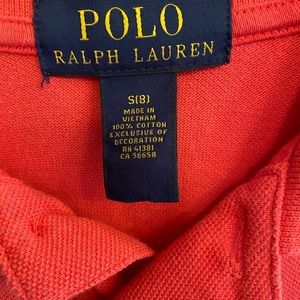 POLO
RALPH LAUREN
S(8)
MADE IN
VIETNAM
100% COTTON
EXCLUSIVE OF
DECORATION
RN 41381
CA 56658